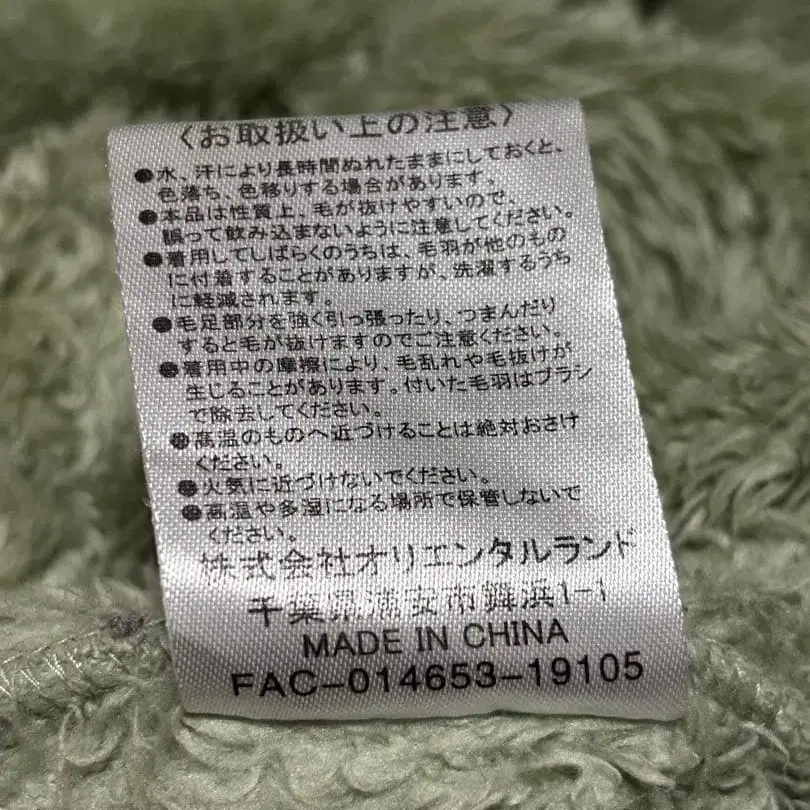 〈お取扱い上の注意〉
●水、汗により長時間ぬれたままにしておくと、
色落ち、色移りする場合があります。
●本品は性質上、毛が抜けやすいので、
誤って飲み込まないように注意してください。
●着用してしばらくのうちは、毛羽が他のもの
に付着することがありますが、洗濯するうち
に軽減されます。
●毛足部分を強く引っ張ったり、つまんだり
すると毛が抜けますのでご注意ください。
●着用中の摩擦により、毛乱れや毛抜けが
生じることがあります。付いた毛羽はブラシ
で除去してください。
●高温のものへ近づけることは絶対おさけ
ください。
●火気に近づけないでください。
●高温や多湿になる場所で保管しないで
ください。
株式会社オリエンタルランド
千葉県浦安市舞浜1-1
MADE IN CHINA
FAC-014653-19105